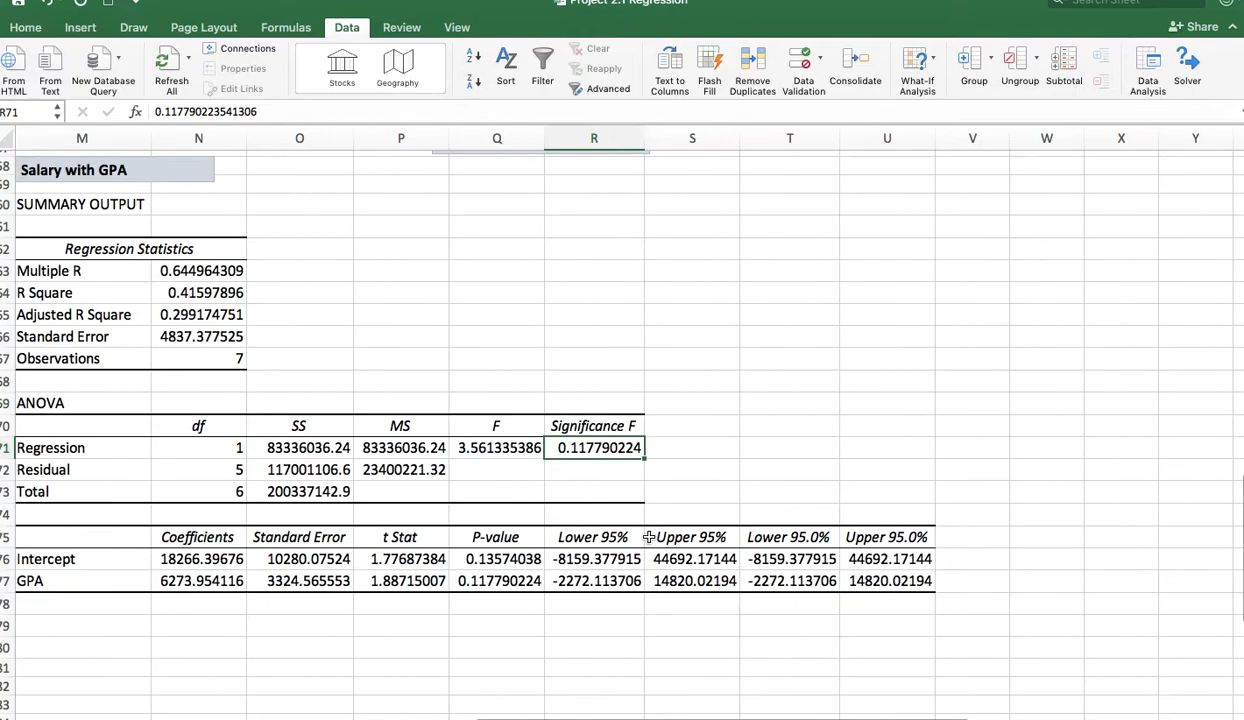 Project 2.1 Regression
Home Insert Draw Page Layout Formulas Data Review View Share
From HTML
From Text
New Database Query
Refresh All
Connections
Properties
Edit Links
Stocks
Geography
Sort
Filter
Clear
Reapply
Advanced
Text to Columns
Flash Fill
Remove Duplicates
Data Validation
Consolidate
What-If Analysis
Group
Ungroup
Subtotal
Data Analysis
Solver
R71 fx 0.117790223541306
M N O P Q R S T U V W X Y
Salary with GPA
SUMMARY OUTPUT
Regression Statistics
Multiple R 0.644964309
R Square 0.41597896
Adjusted R Square 0.299174751
Standard Error 4837.377525
Observations 7
ANOVA
df SS MS F Significance F
Regression 1 83336036.24 83336036.24 3.561335386 0.117790224
Residual 5 117001106.6 23400221.32
Total 6 200337142.9
Coefficients Standard Error t Stat P-value Lower 95% Upper 95% Lower 95.0% Upper 95.0%
Intercept 18266.39676 10280.07524 1.77687384 0.13574038 -8159.377915 44692.17144 -8159.377915 44692.17144
GPA 6273.954116 3324.565553 1.88715007 0.117790224 -2272.113706 14820.02194 -2272.113706 14820.02194